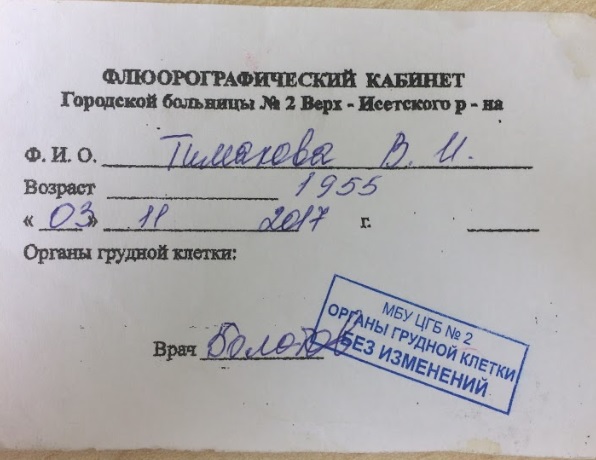 ФЛЮОРОГРАФИЧЕСКИЙ КАБИНЕТ
Городской больницы № 2 Верх - Исетского р - на
Ф. И. О. Тимахова В. И.
Возраст 1955
« 03 » 11 2017 г.
Органы грудной клетки:
МБУ ЦГБ № 2
ОРГАНЫ ГРУДНОЙ КЛЕТКИ
БЕЗ ИЗМЕНЕНИЙ
Врач Болотов